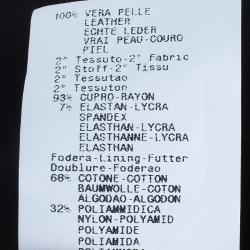 100% VERA PELLE
LEATHER
ECHTE LEDER
VRAI PEAU-COURO
PIEL
2° Tessuto-2° Fabric
2° Stoff-2° Tissu
2° Tessutao
2° Tessuton
93% CUPRO-RAYON
7% ELASTAN-LYCRA
SPANDEX
ELASTHAN-LYCRA
ELASTHANNE-LYCRA
ELASTHAN
Fodera-Lining-Futter
Doublure-Foderao
68% COTONE-COTTON
BAUMWOLLE-COTON
ALGODAO-ALGODON
32% POLIAMMIDICA
NYLON-POLYAMID
POLYAMIDE
POLIAMIDA